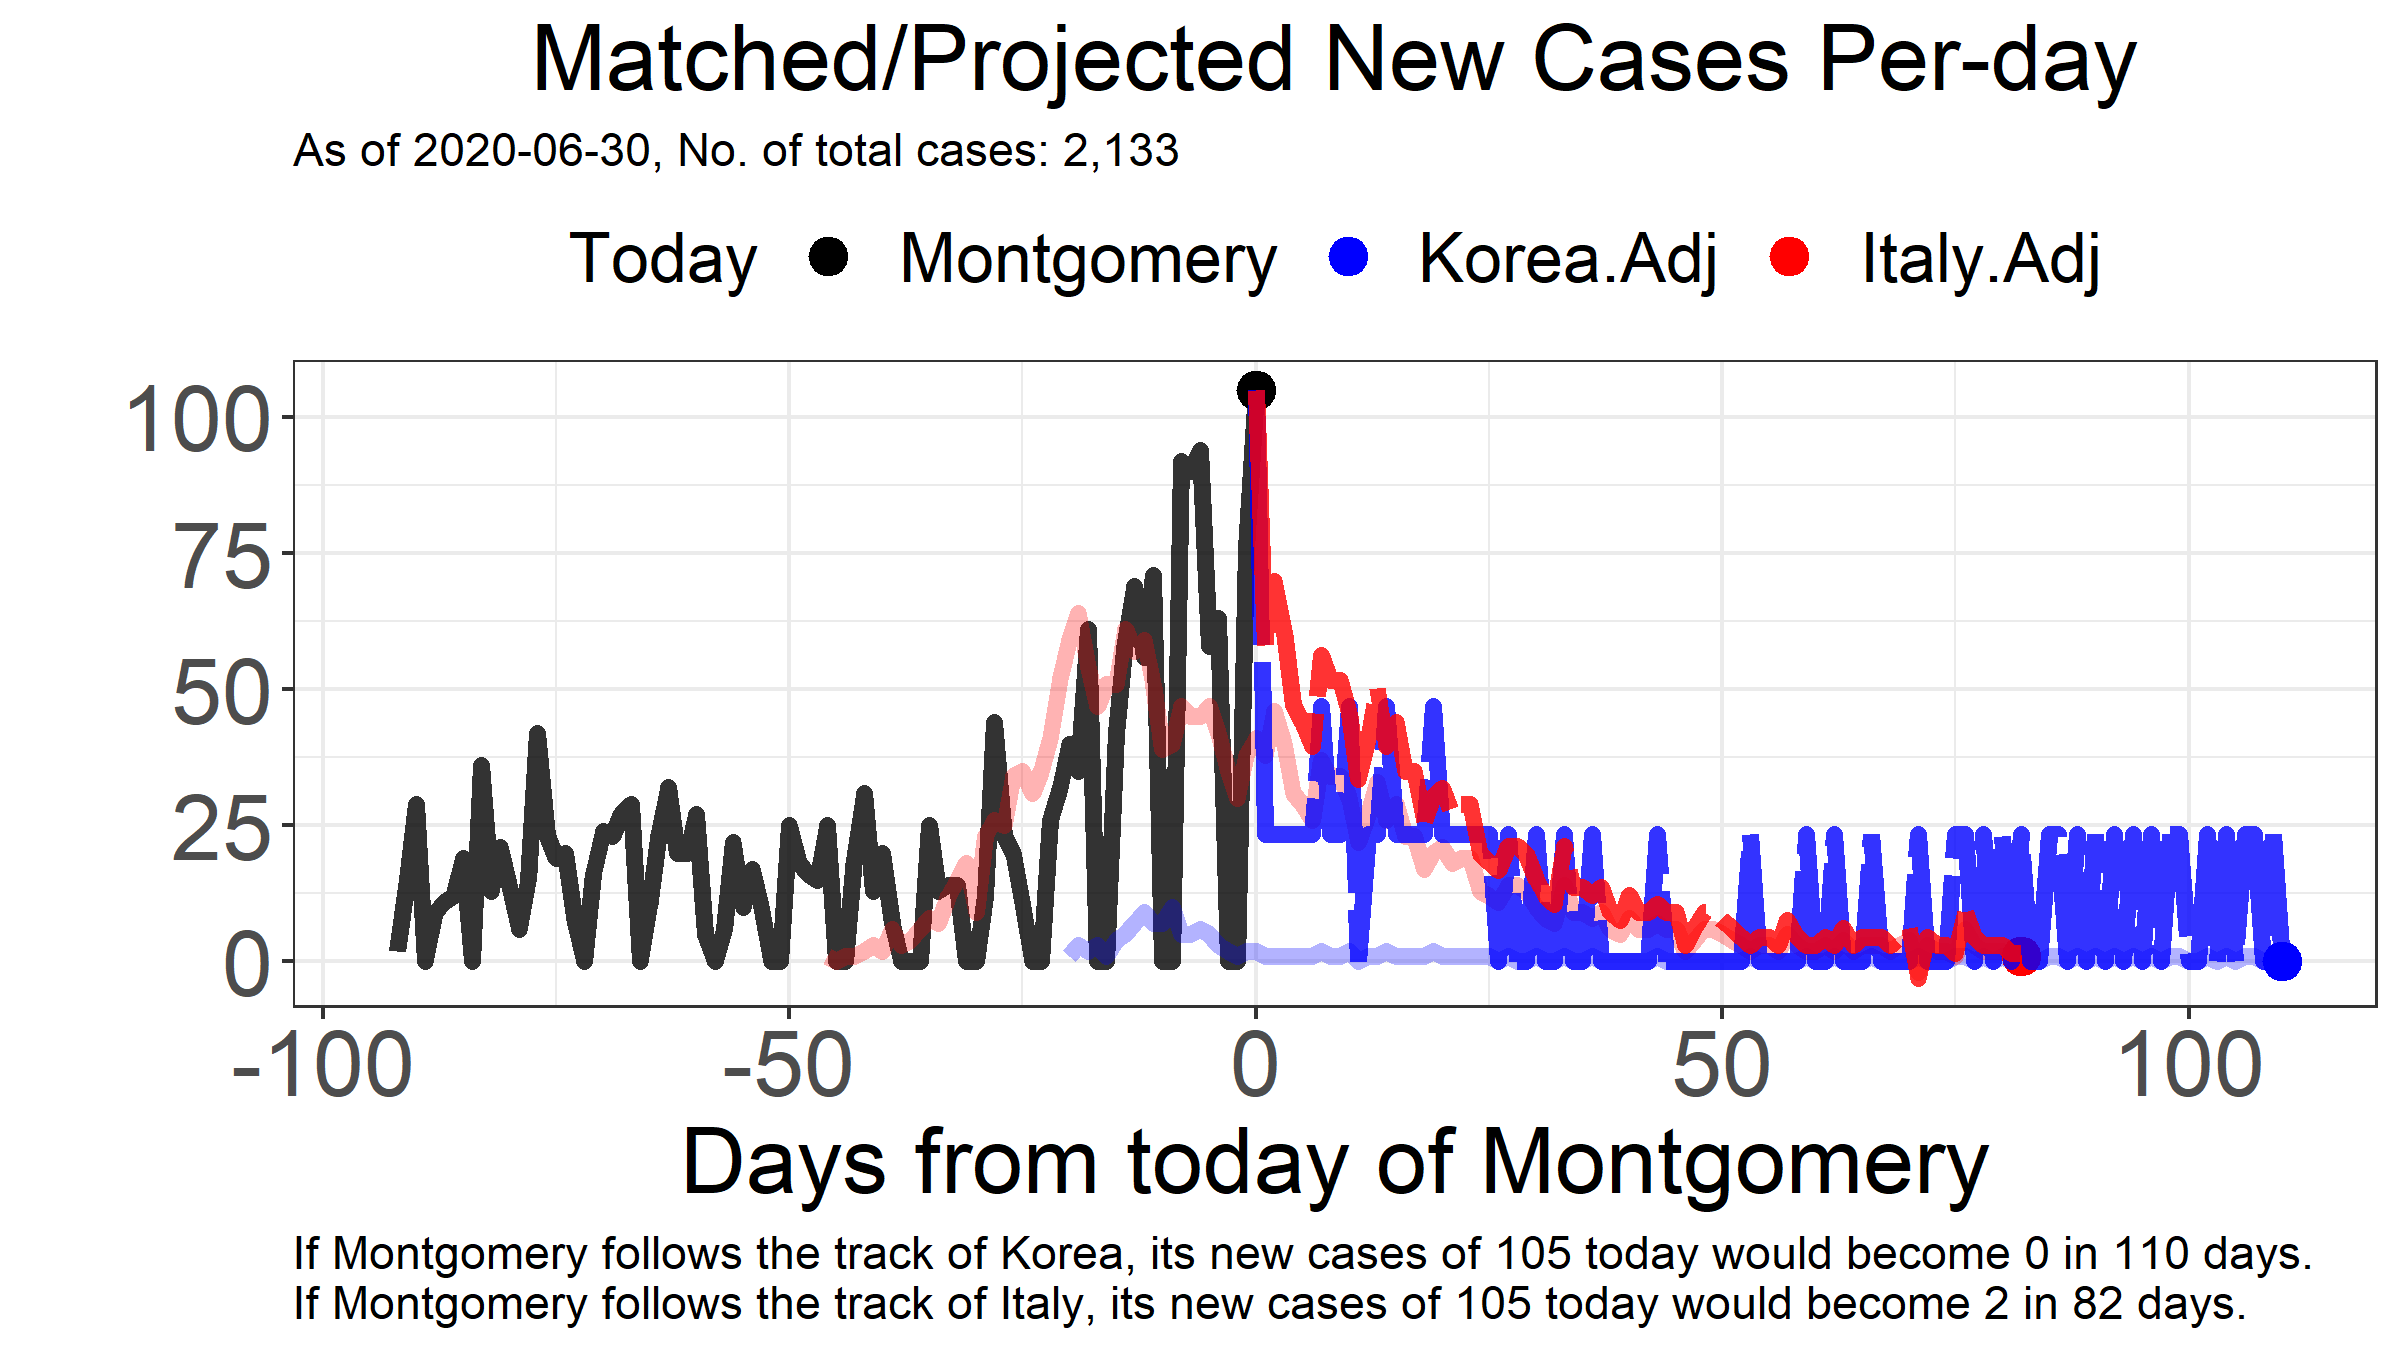 Matched/Projected New Cases Per-day
As of 2020-06-30, No. of total cases: 2,133
Today Montgomery Korea.Adj Italy.Adj
100
75
50
25
0
-100 -50 0 50 100
Days from today of Montgomery
If Montgomery follows the track of Korea, its new cases of 105 today would become 0 in 110 days.
If Montgomery follows the track of Italy, its new cases of 105 today would become 2 in 82 days.